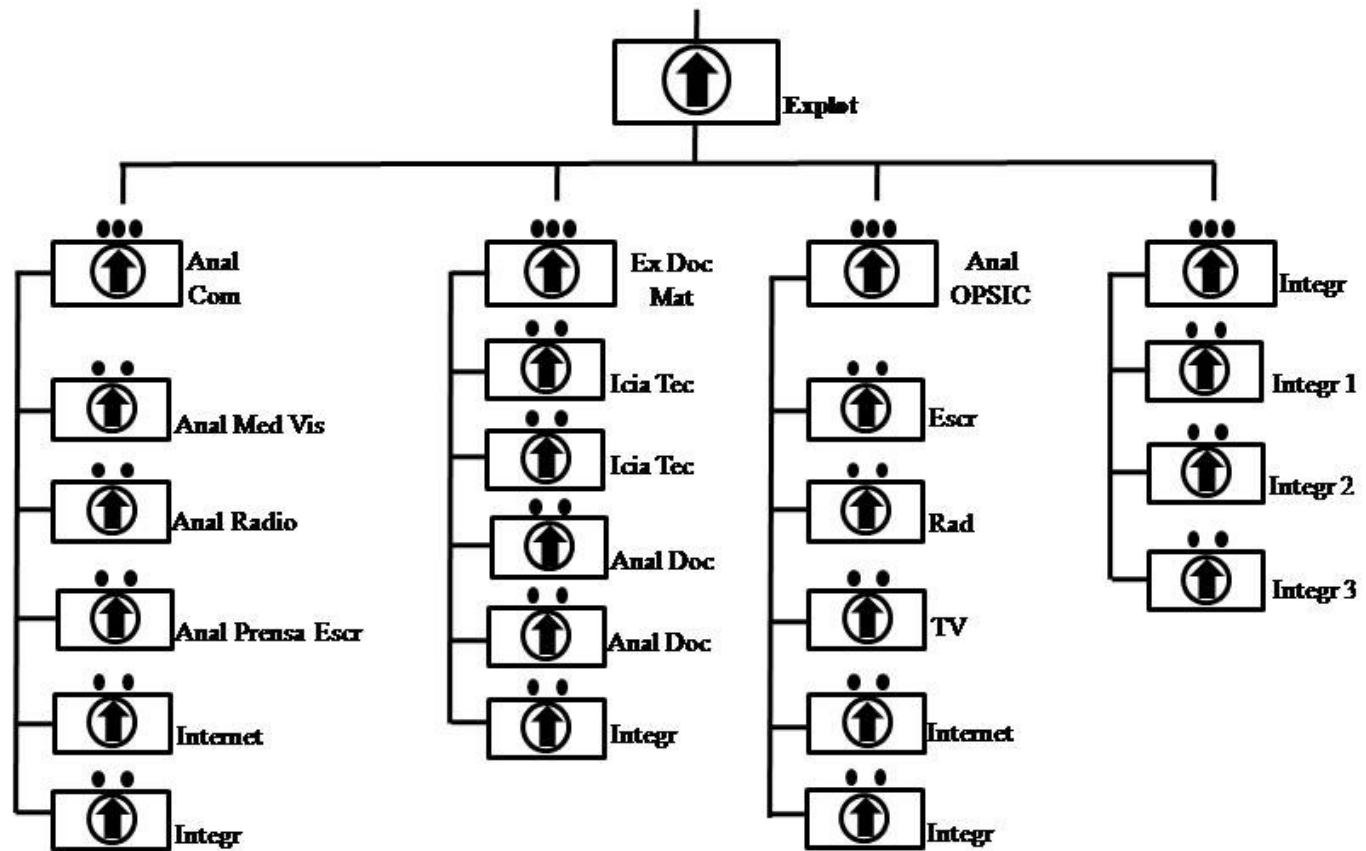 Explot
Anal
Com
Anal Med Vis
Anal Radio
Anal Prensa Escr
Internet
Integr
Ex Doc
Mat
Icia Tec
Icia Tec
Anal Doc
Anal Doc
Integr
Anal
OPSIC
Escr
Rad
TV
Internet
Integr
Integr
Integr 1
Integr 2
Integr 3